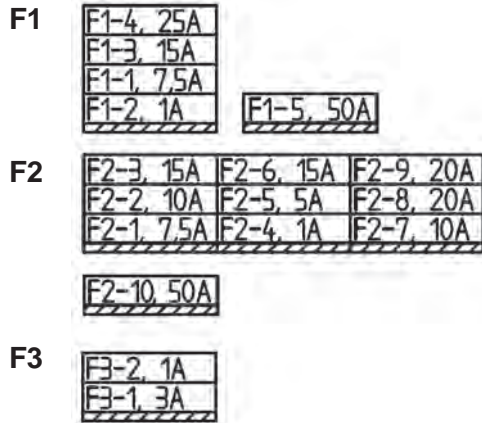 F1
F1-4, 25A
F1-3, 15A
F1-1, 7,5A
F1-2, 1A
F1-5, 50A
F2
F2-3, 15A F2-6, 15A F2-9, 20A
F2-2, 10A F2-5, 5A F2-8, 20A
F2-1, 7,5A F2-4, 1A F2-7, 10A
F2-10, 50A
F3
F3-2, 1A
F3-1, 3A